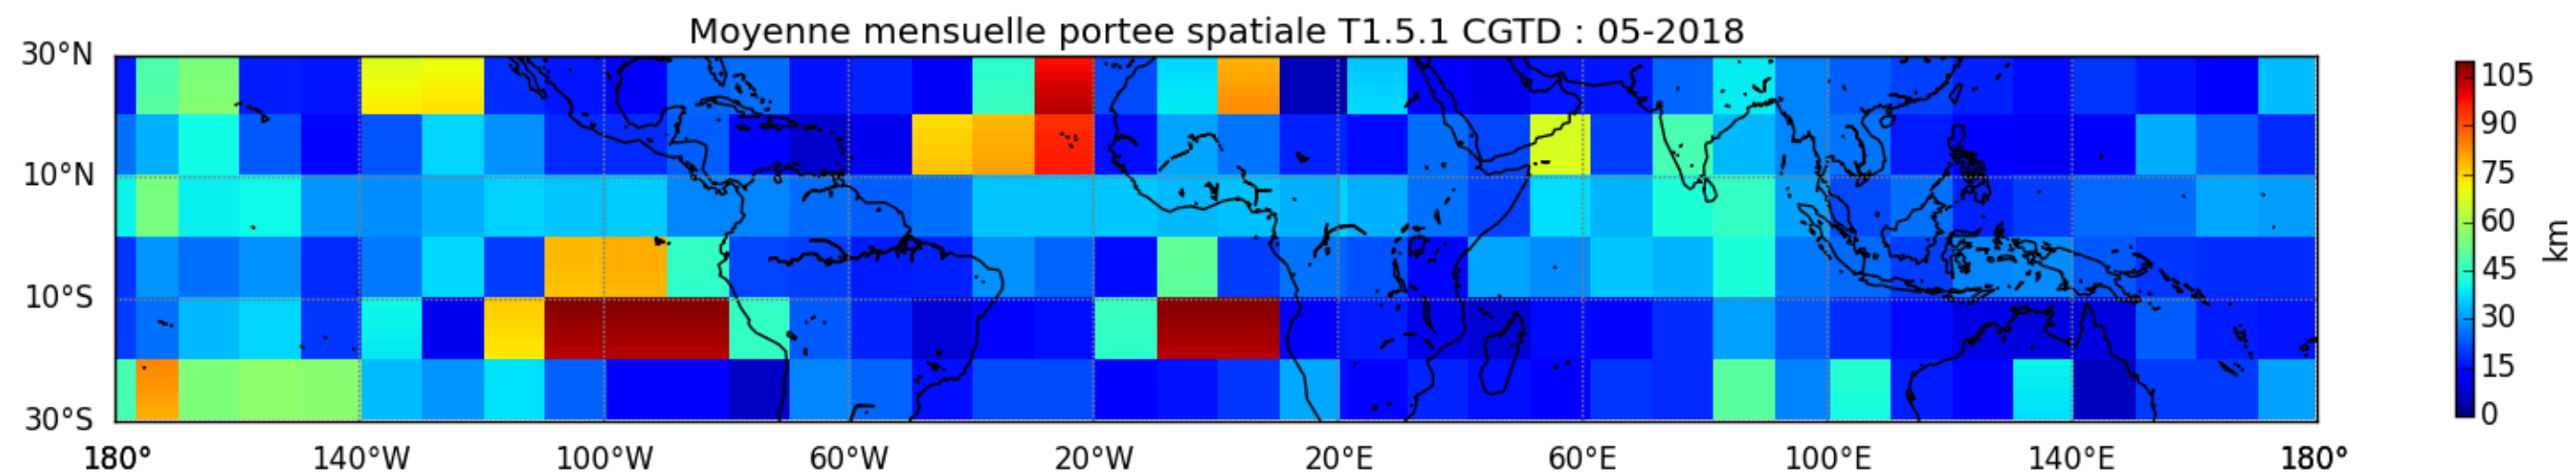 Moyenne mensuelle portee spatiale T1.5.1 CGTD : 05-2018
30°N
10°N
10°S
30°S
180° 140°W 100°W 60°W 20°W 20°E 60°E 100°E 140°E 180°
105
90
75
60
45
30
15
0
km